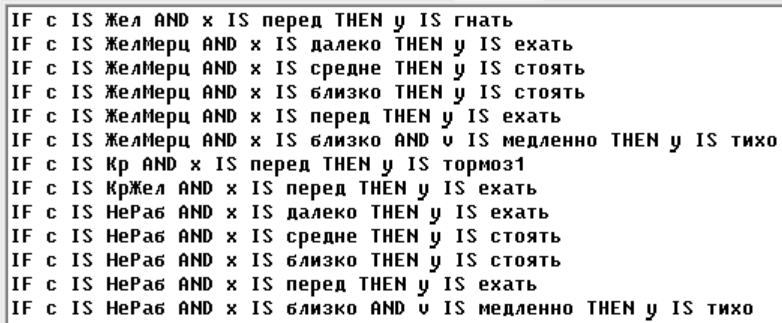 IF c IS Жел AND x IS перед THEN y IS гнать
IF c IS ЖелМерц AND x IS далеко THEN y IS ехать
IF c IS ЖелМерц AND x IS средне THEN y IS стоять
IF c IS ЖелМерц AND x IS близко THEN y IS стоять
IF c IS ЖелМерц AND x IS перед THEN y IS ехать
IF c IS ЖелМерц AND x IS близко AND v IS медленно THEN y IS тихо
IF c IS Кр AND x IS перед THEN y IS тормоз1
IF c IS КрЖел AND x IS перед THEN y IS ехать
IF c IS НеРаб AND x IS далеко THEN y IS ехать
IF c IS НеРаб AND x IS средне THEN y IS стоять
IF c IS НеРаб AND x IS близко THEN y IS стоять
IF c IS НеРаб AND x IS перед THEN y IS ехать
IF c IS НеРаб AND x IS близко AND v IS медленно THEN y IS тихо